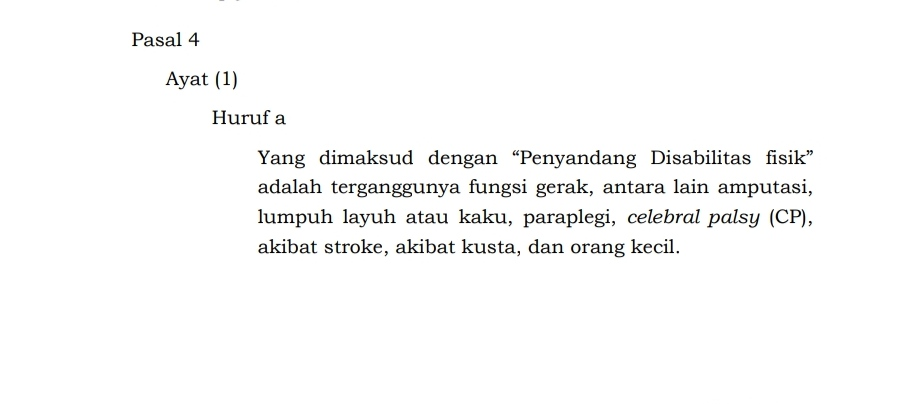 Pasal 4
Ayat (1)
Huruf a
Yang dimaksud dengan “Penyandang Disabilitas fisik”
adalah terganggunya fungsi gerak, antara lain amputasi,
lumpuh layuh atau kaku, paraplegi, celebral palsy (CP),
akibat stroke, akibat kusta, dan orang kecil.